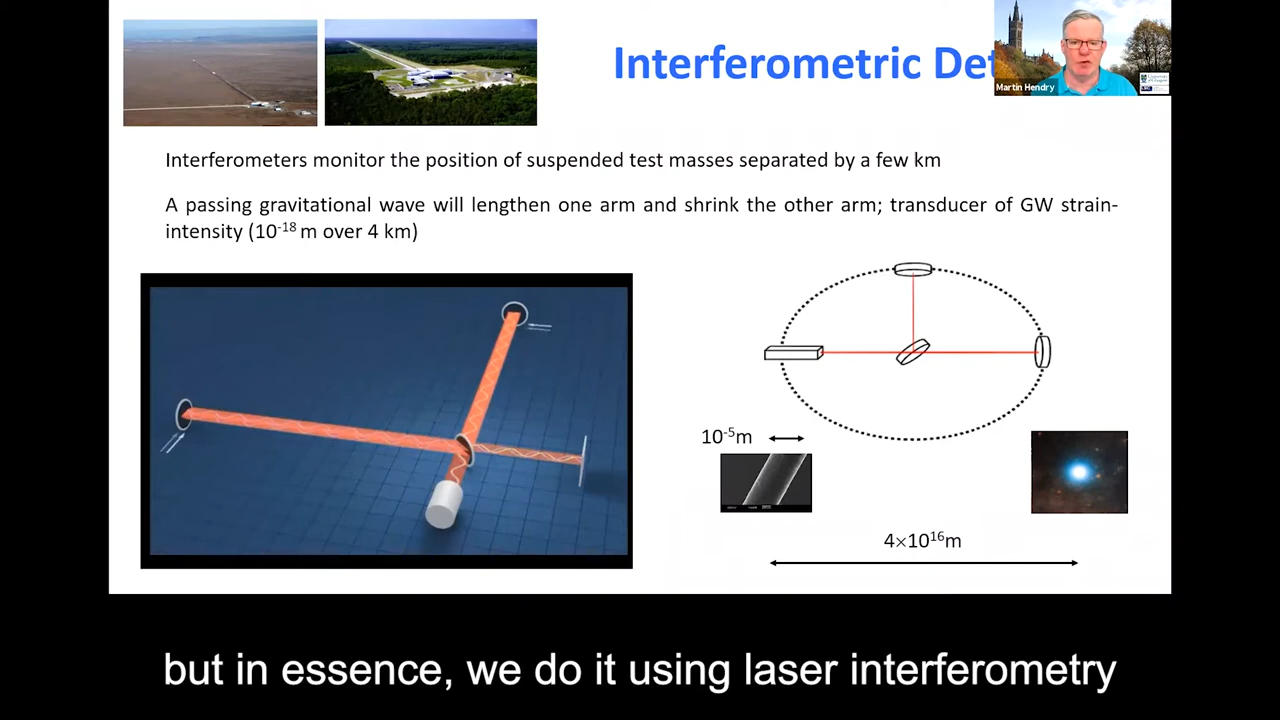 Interferometric Det
Martin Hendry
Interferometers monitor the position of suspended test masses separated by a few km
A passing gravitational wave will lengthen one arm and shrink the other arm; transducer of GW strain-
intensity (10⁻¹⁸ m over 4 km)
10⁻⁵m
4×10¹⁶m
but in essence, we do it using laser interferometry